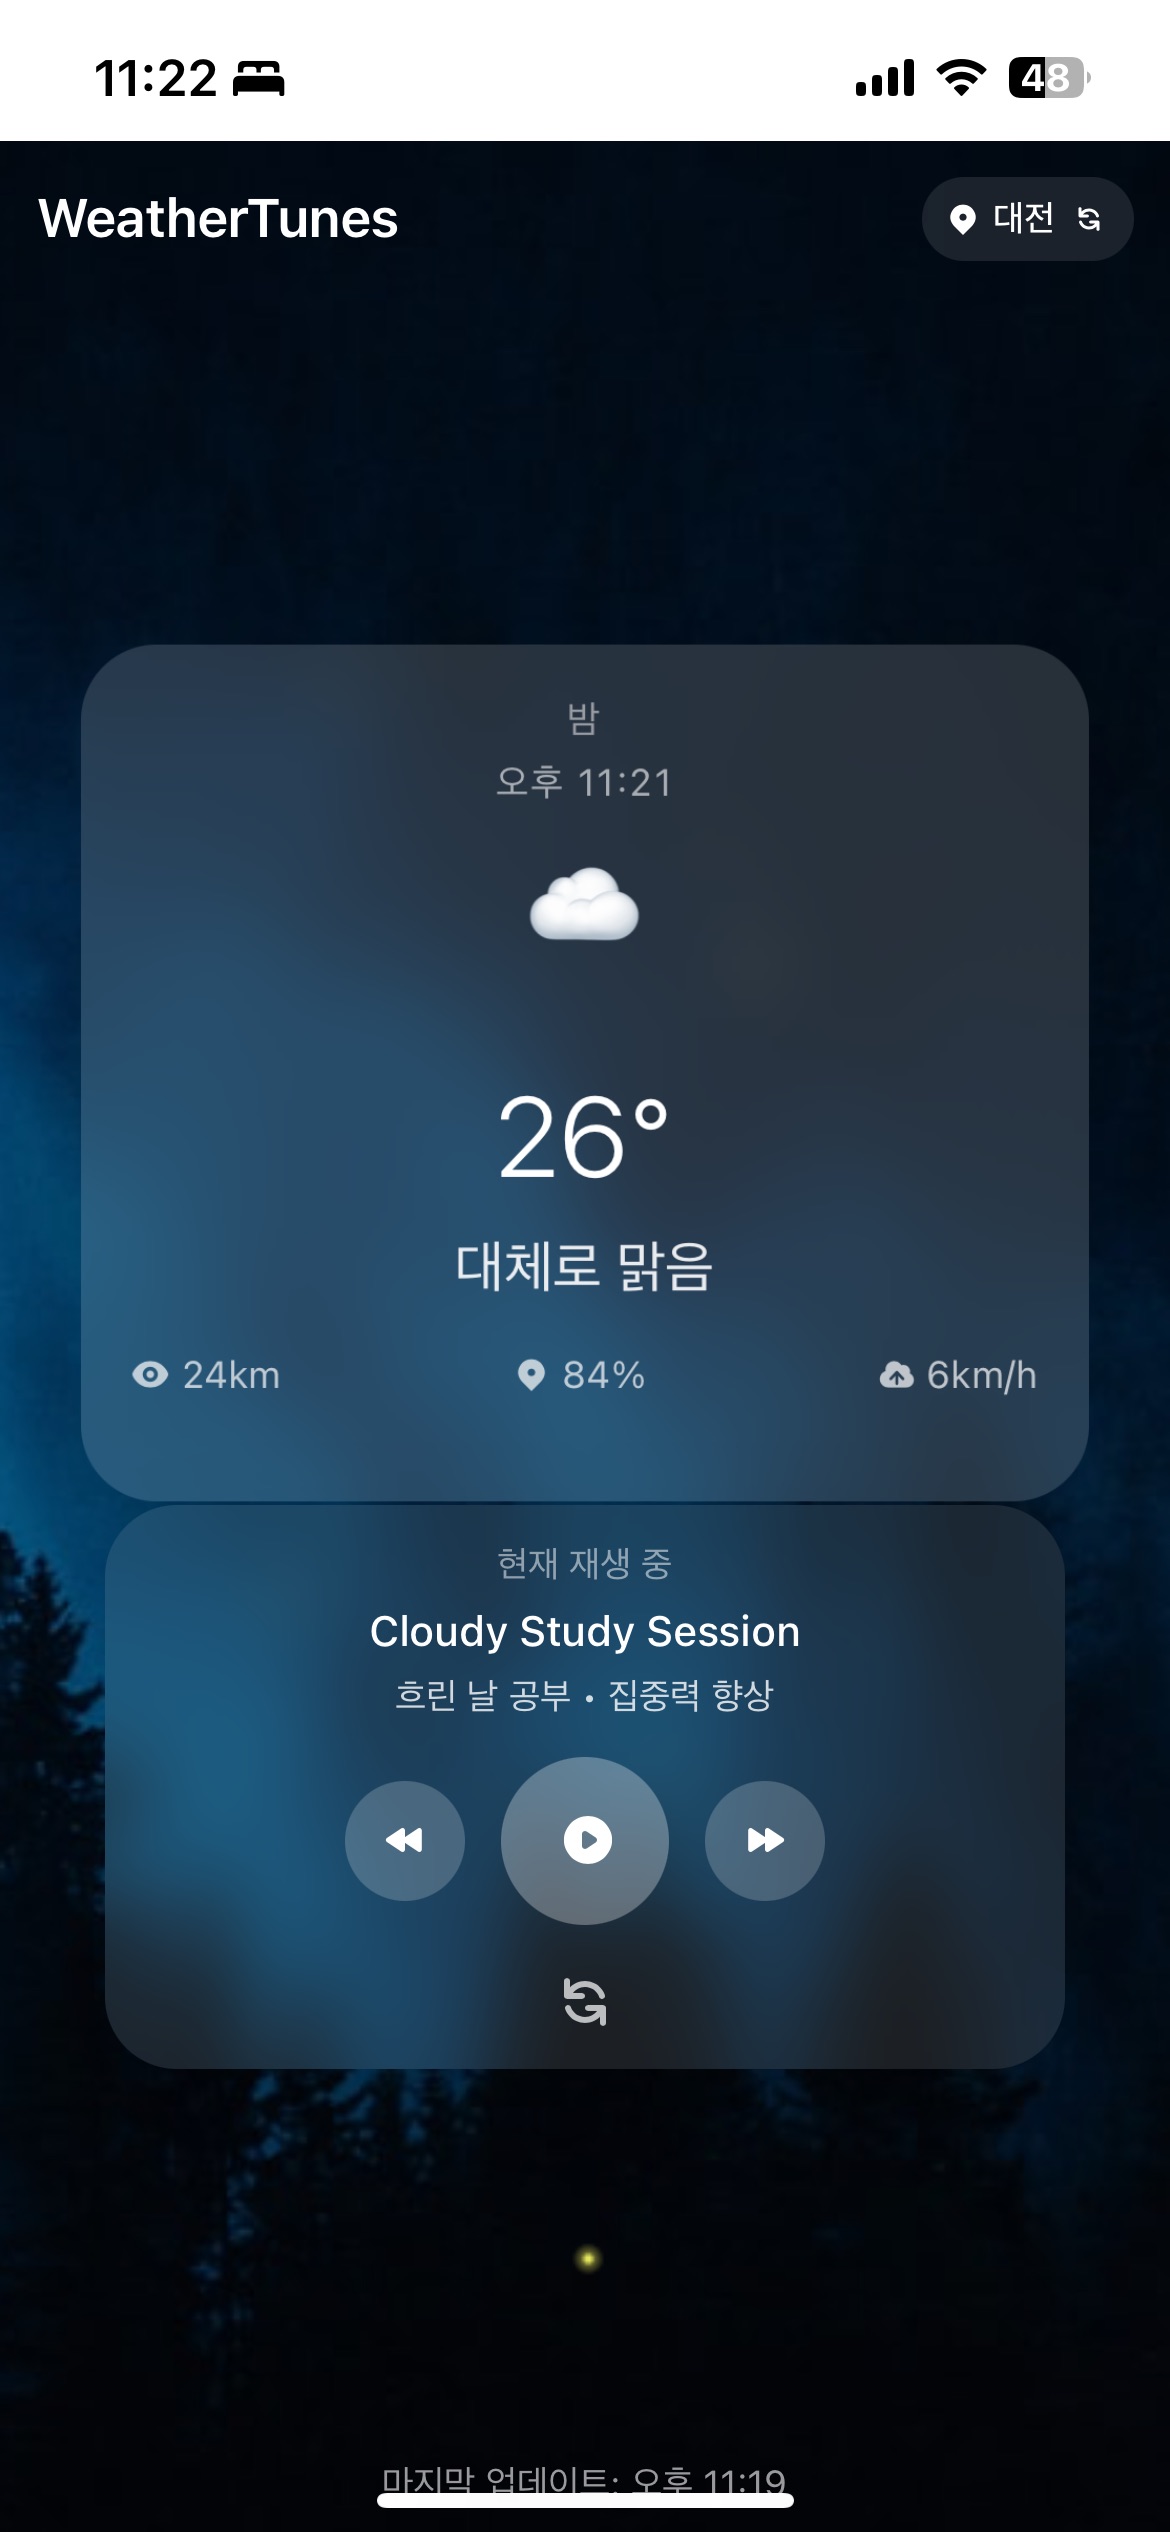 11:22
48
WeatherTunes
대전
밤
오후 11:21
26°
대체로 맑음
24km
84%
6km/h
현재 재생 중
Cloudy Study Session
흐린 날 공부 • 집중력 향상
마지막 업데이트: 오후 11:19